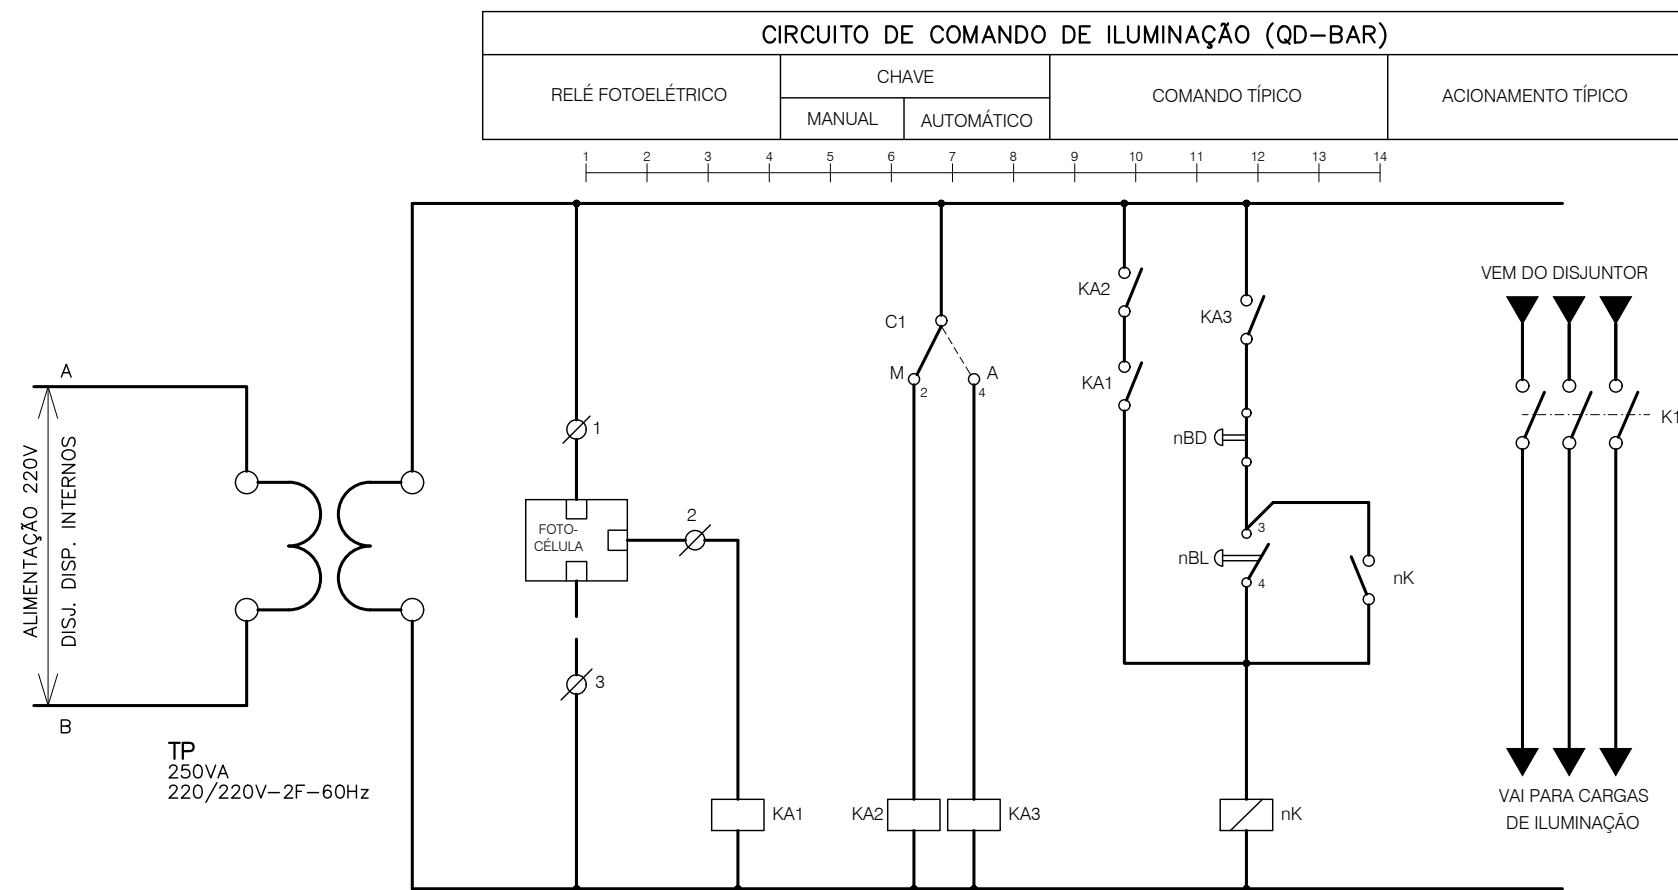 CIRCUITO DE COMANDO DE ILUMINAÇÃO (QD-BAR)
RELÉ FOTOELÉTRICO
CHAVE
MANUAL
AUTOMÁTICO
COMANDO TÍPICO
ACIONAMENTO TÍPICO
1 2 3 4 5 6 7 8 9 10 11 12 13 14
A
ALIMENTAÇÃO 220V
DISJ. DISP. INTERNOS
B
TP
250VA
220/220V-2F-60Hz
1
FOTO-
CÉLULA
2
3
KA1
C1
M
2
A
4
KA2
KA3
KA2
KA1
KA3
nBD
3
nBL
4
nK
nK
VEM DO DISJUNTOR
K1
VAI PARA CARGAS
DE ILUMINAÇÃO